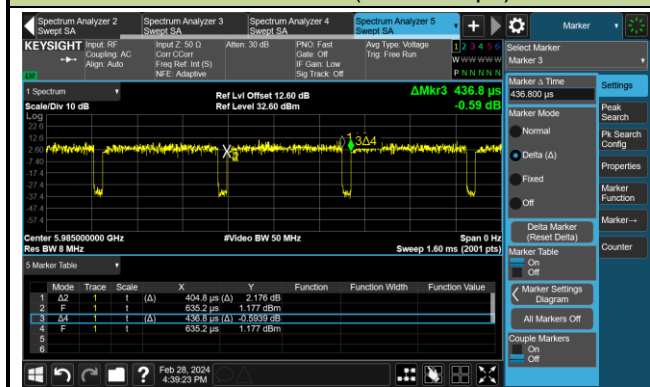 Spectrum Analyzer 2
Swept SA
Spectrum Analyzer 3
Swept SA
Spectrum Analyzer 4
Swept SA
Spectrum Analyzer 5
Swept SA
Marker
KEYSIGHT
Input: RF
Coupling: AC
Align: Auto
Input Z: 50 Ω
Corr CCorr
Freq Ref: Int (S)
NFE: Adaptive
Atten: 30 dB
PNO: Fast
Gate: Off
IF Gain: Low
Sig Track: Off
Avg Type: Voltage
Trig: Free Run
1 2 3 4 5 6
W W W W W W
P N N N N N
Select Marker
Marker 3
1 Spectrum
Scale/Div 10 dB
Ref Lvl Offset 12.60 dB
Ref Level 32.60 dBm
ΔMkr3 436.8 µs
-0.59 dB
Log
22.6
12.6
2.60
-7.40
-17.4
-27.4
-37.4
-47.4
-57.4
3Δ4
Center 5.985000000 GHz
Res BW 8 MHz
#Video BW 50 MHz
Span 0 Hz
Sweep 1.60 ms (2001 pts)
5 Marker Table
Mode Trace Scale X Y Function Function Width Function Value
1 Δ2 1 t (Δ) 404.8 µs (Δ) 2.176 dB
2 F 1 t 635.2 µs 1.177 dBm
3 Δ4 1 t (Δ) 436.8 µs (Δ) -0.5939 dB
4 F 1 t 635.2 µs 1.177 dBm
5
6
Feb 28, 2024
4:39:23 PM
Marker Δ Time
436.800 µs
Marker Mode
Normal
Delta (Δ)
Fixed
Off
Delta Marker
(Reset Delta)
Marker Table
On
Off
Marker Settings
Diagram
All Markers Off
Couple Markers
On
Off
Settings
Peak
Search
Pk Search
Config
Properties
Marker
Function
Marker→
Counter